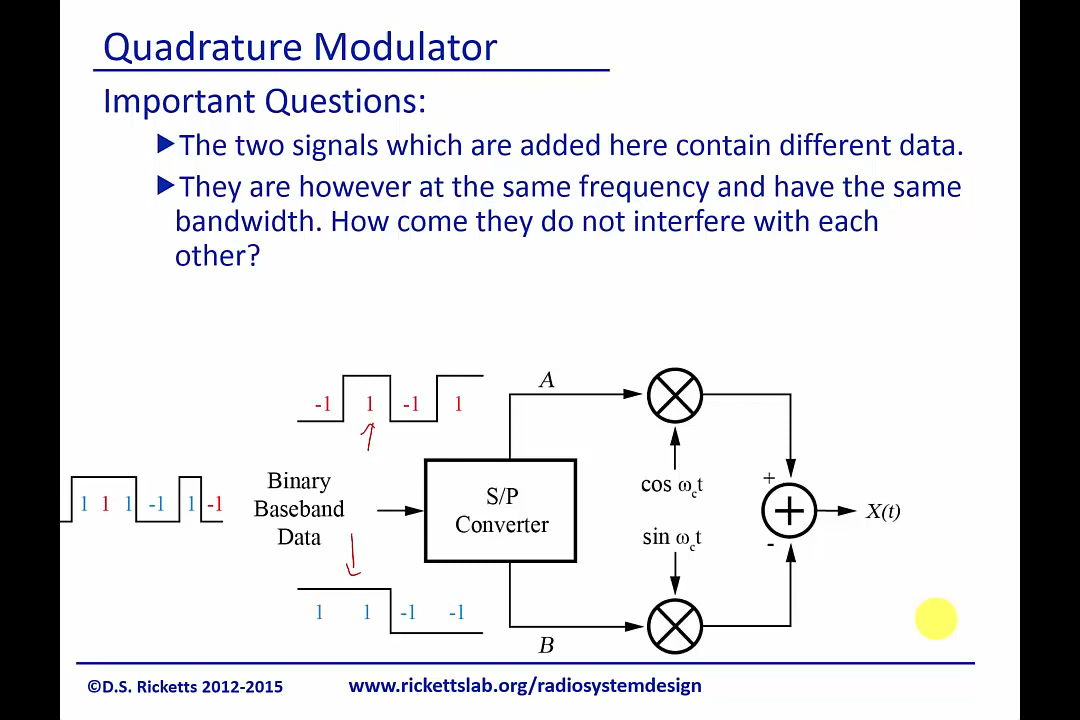 Quadrature Modulator
Important Questions:
The two signals which are added here contain different data.
They are however at the same frequency and have the same
bandwidth. How come they do not interfere with each
other?
-1 1 -1 1
A
cos ωct
1 1 1 -1 1 -1
Binary
Baseband
Data
S/P
Converter
+
+
-
X(t)
sin ωct
1 1 -1 -1
B
©D.S. Ricketts 2012-2015
www.rickettslab.org/radiosystemdesign